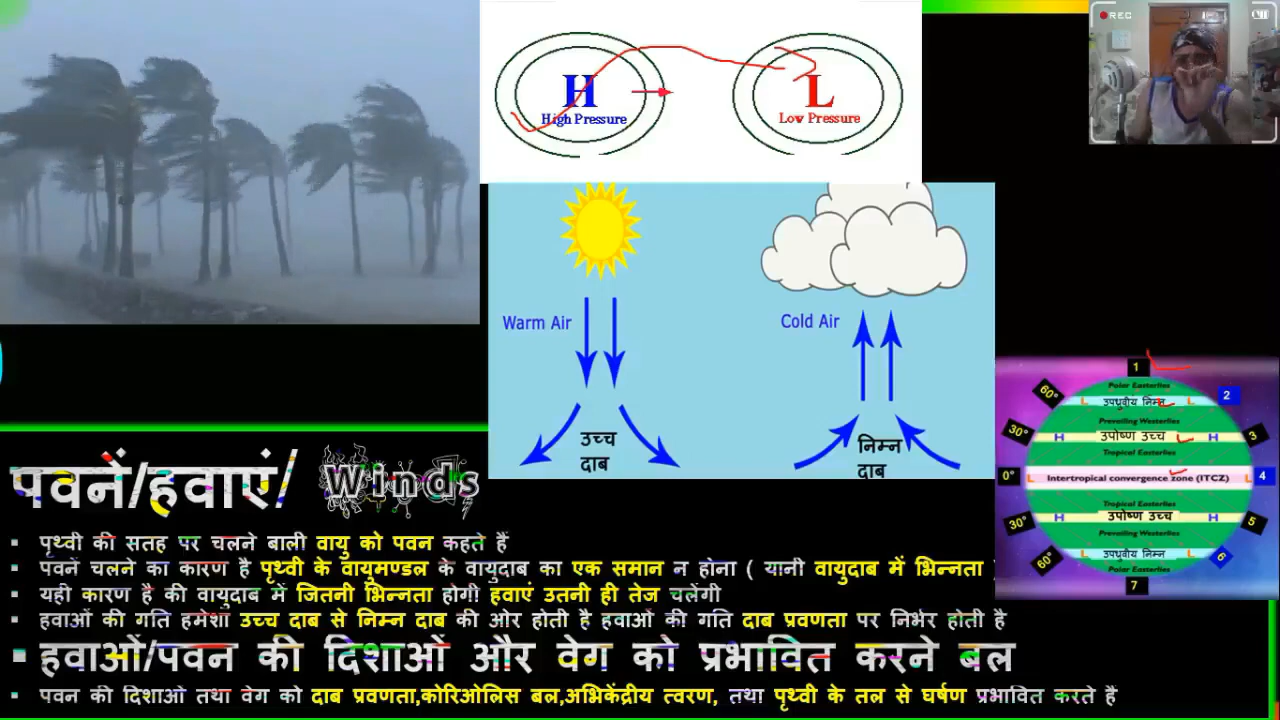 REC
H
High Pressure
L
Low Pressure
Warm Air
Cold Air
उच्च
दाब
निम्न
दाब
1
60°
Polar Easterlies
2
L उपध्रुवीय निम्न L
30°
Prevailing Westerlies
3
H उपोष्ण उच्च H
Tropical Easterlies
0° L Intertropical convergence zone (ITCZ) L 4
Tropical Easterlies
30° H उपोष्ण उच्च H 5
Prevailing Westerlies
60° L उपध्रुवीय निम्न L 6
Polar Easterlies
7
पवनें/हवाएं/ Winds
▪ पृथ्वी की सतह पर चलने बाली वायु को पवन कहते हैं
▪ पवनें चलने का कारण है पृथ्वी के वायुमण्डल के वायुदाब का एक समान न होना ( यानी वायुदाब में भिन्नता )
▪ यही कारण है की वायुदाब में जितनी भिन्नता होगी हवाएं उतनी ही तेज चलेंगी
▪ हवाओं की गति हमेशा उच्च दाब से निम्न दाब की ओर होती है हवाओं की गति दाब प्रवणता पर निर्भर होती है
▪ हवाओं/पवन की दिशाओं और वेग को प्रभावित करने बल
▪ पवन की दिशाओं तथा वेग को दाब प्रवणता,कोरिओलिस बल,अभिकेंद्रीय त्वरण, तथा पृथ्वी के तल से घर्षण प्रभावित करते है